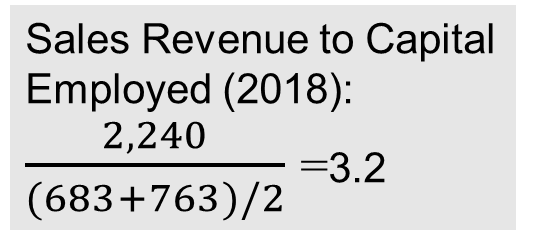 Sales Revenue to Capital
Employed (2018):
2,240
(683+763)/2
=3.2